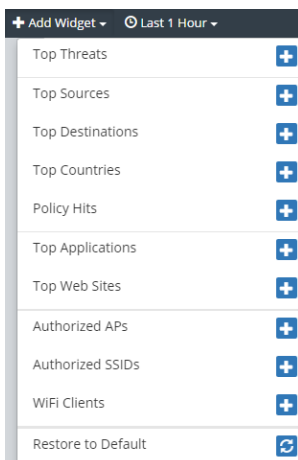 Add Widget Last 1 Hour
Top Threats
Top Sources
Top Destinations
Top Countries
Policy Hits
Top Applications
Top Web Sites
Authorized APs
Authorized SSIDs
WiFi Clients
Restore to Default